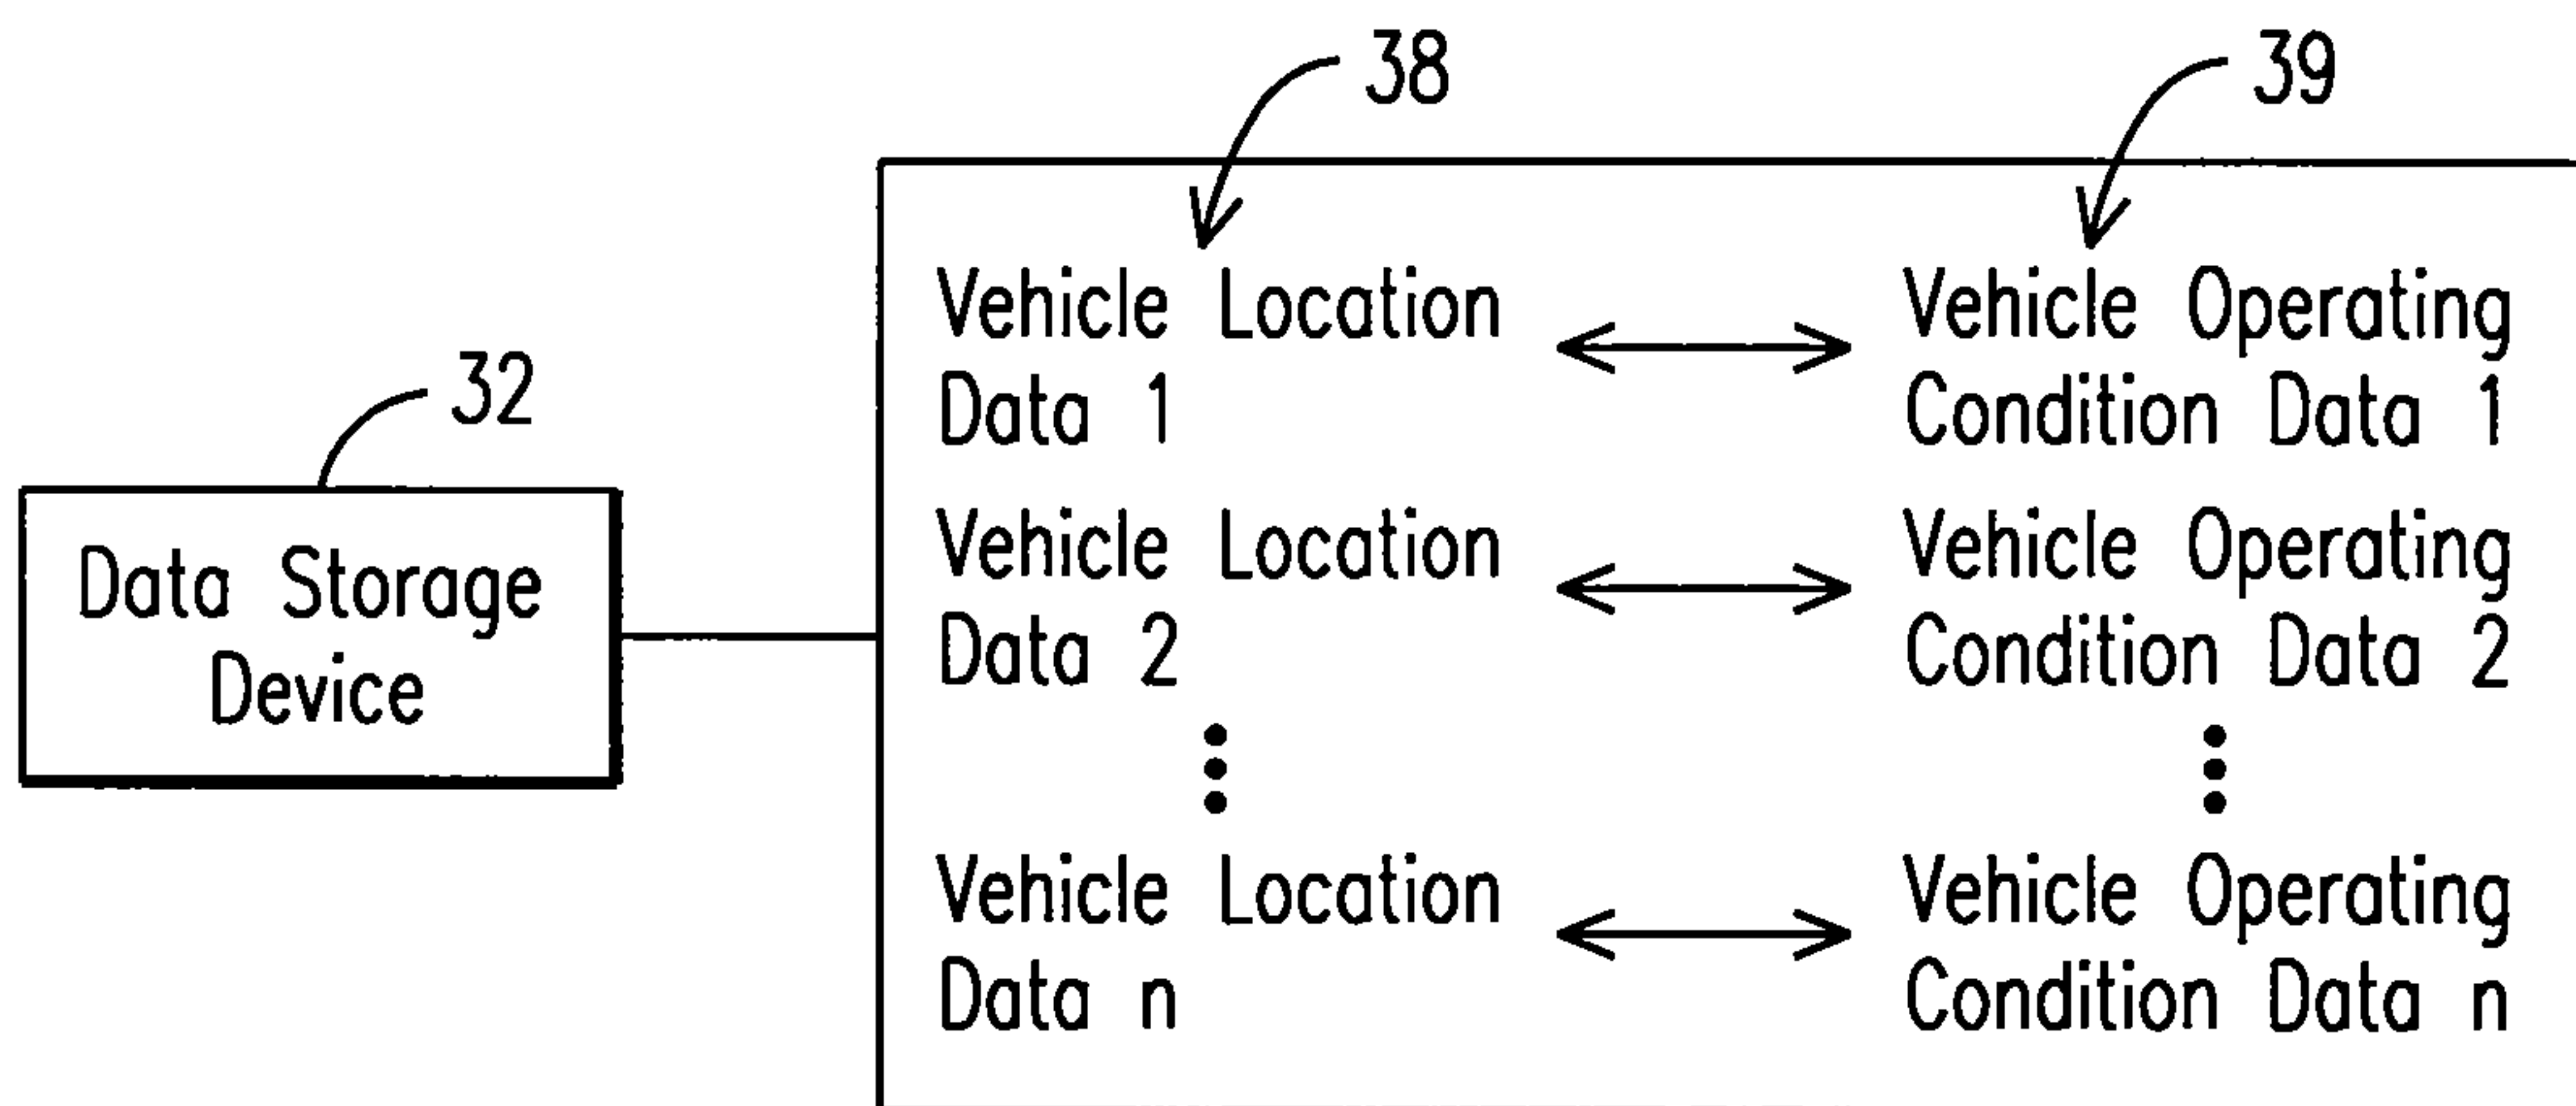 38
39
32
Data Storage
Device
Vehicle Location
Data 1
Vehicle Operating
Condition Data 1
Vehicle Location
Data 2
Vehicle Operating
Condition Data 2
Vehicle Location
Data n
Vehicle Operating
Condition Data n